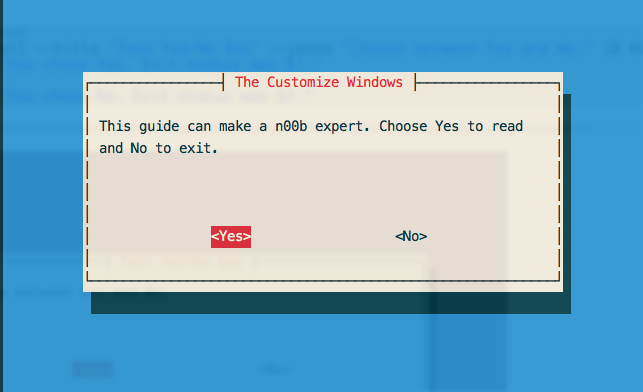 The Customize Windows
This guide can make a n00b expert. Choose Yes to read
and No to exit.
<Yes> <No>